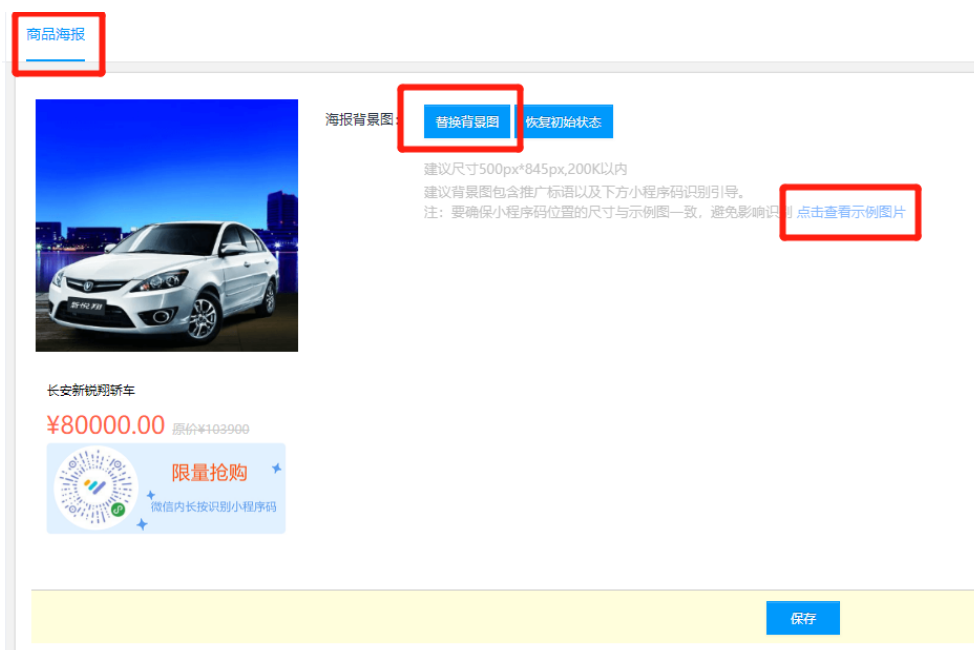 商品海报
海报背景图：
替换背景图
恢复初始状态
建议尺寸500px*845px,200K以内
建议背景图包含推广标语以及下方小程序码识别引导。
注：要确保小程序码位置的尺寸与示例图一致，避免影响识别 点击查看示例图片
新悦翔
长安新锐翔轿车
¥80000.00 原价¥103900
限量抢购
微信内长按识别小程序码
保存